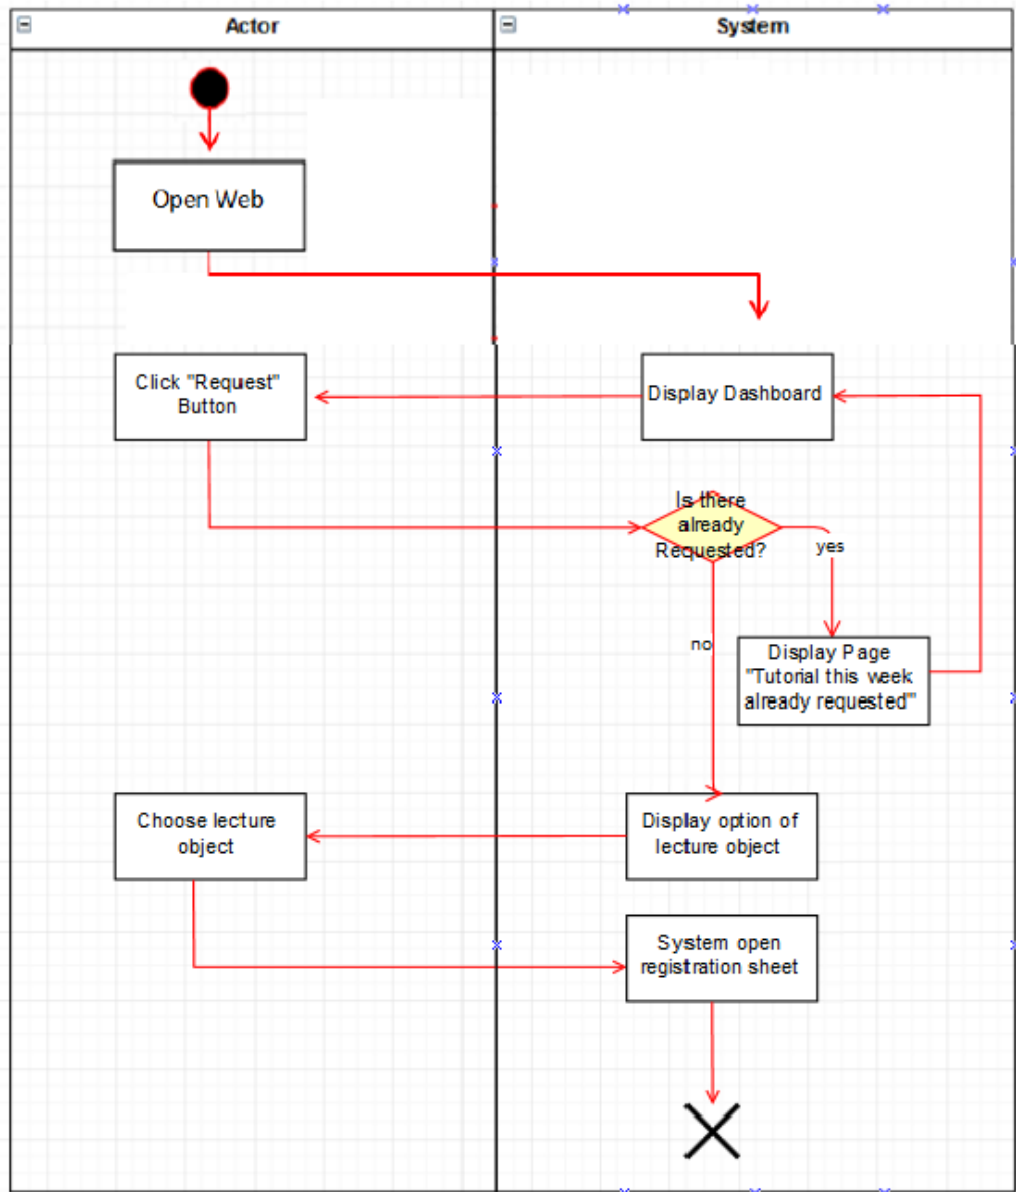 Actor
System
Open Web
Click "Request"
Button
Display Dashboard
Is there
already
Requested?
yes
no
Display Page
"Tutorial this week
already requested"'
Choose lecture
object
Display option of
lecture object
System open
registration sheet